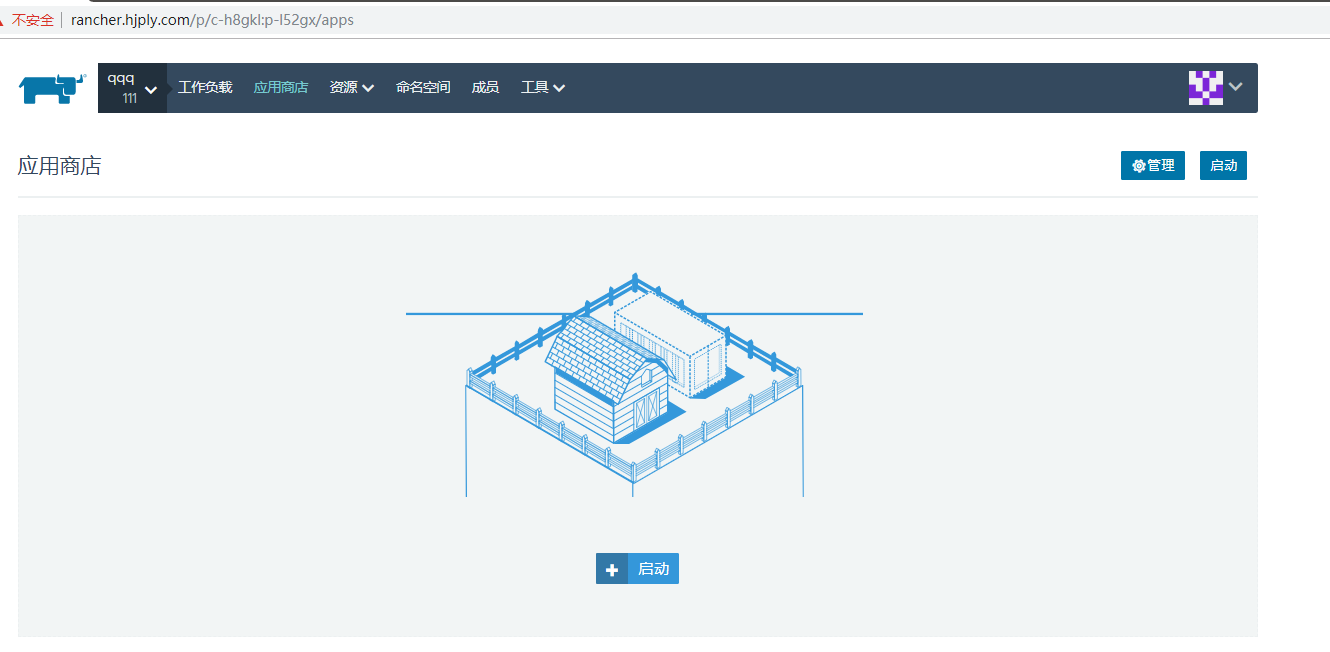 不安全 | rancher.hjply.com/p/c-h8gkl:p-l52gx/apps
qqq
111
工作负载 应用商店 资源 命名空间 成员 工具
应用商店
管理 启动
启动